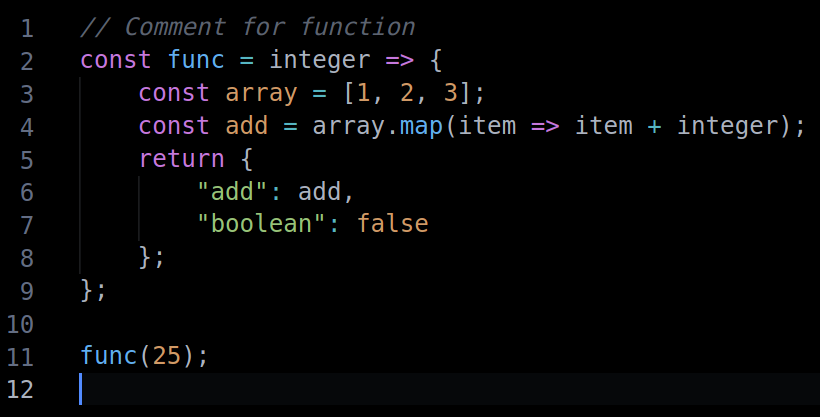 1 // Comment for function
2 const func = integer => {
3     const array = [1, 2, 3];
4     const add = array.map(item => item + integer);
5     return {
6         "add": add,
7         "boolean": false
8     };
9 };
10
11 func(25);
12